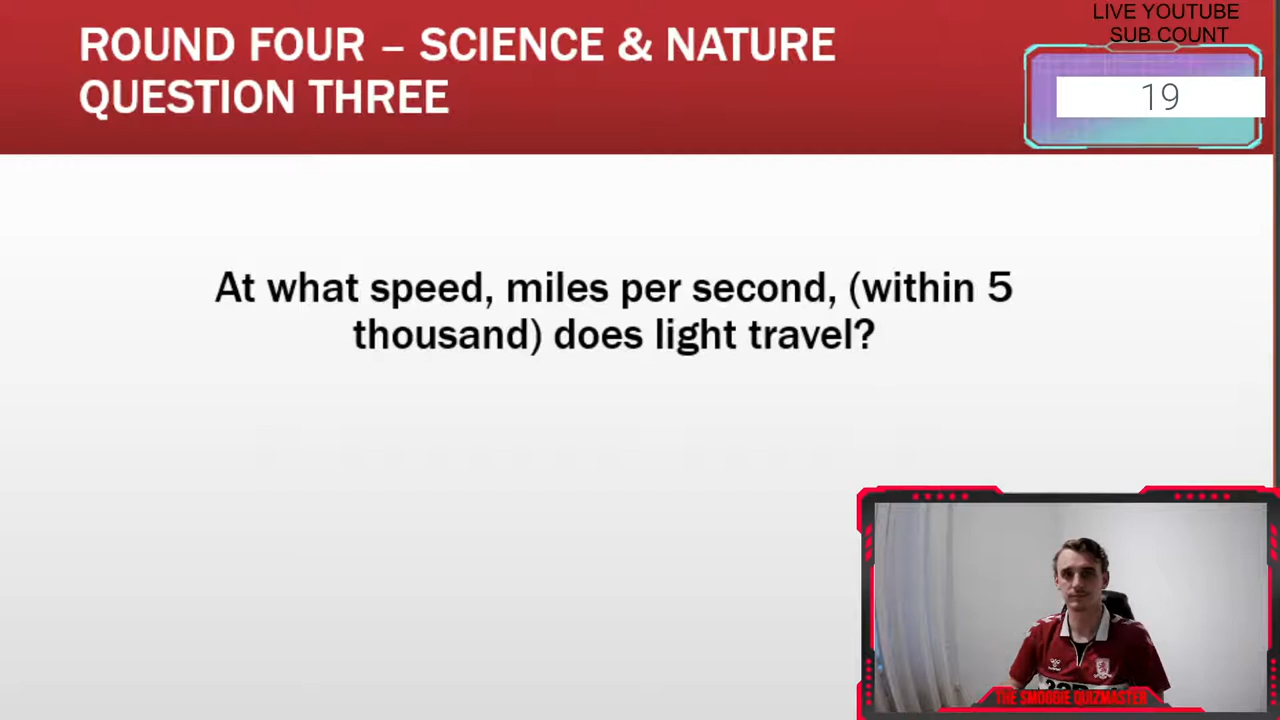 ROUND FOUR – SCIENCE & NATURE
QUESTION THREE
LIVE YOUTUBE
SUB COUNT
19
At what speed, miles per second, (within 5
thousand) does light travel?
THE SMOGGIE QUIZMASTER